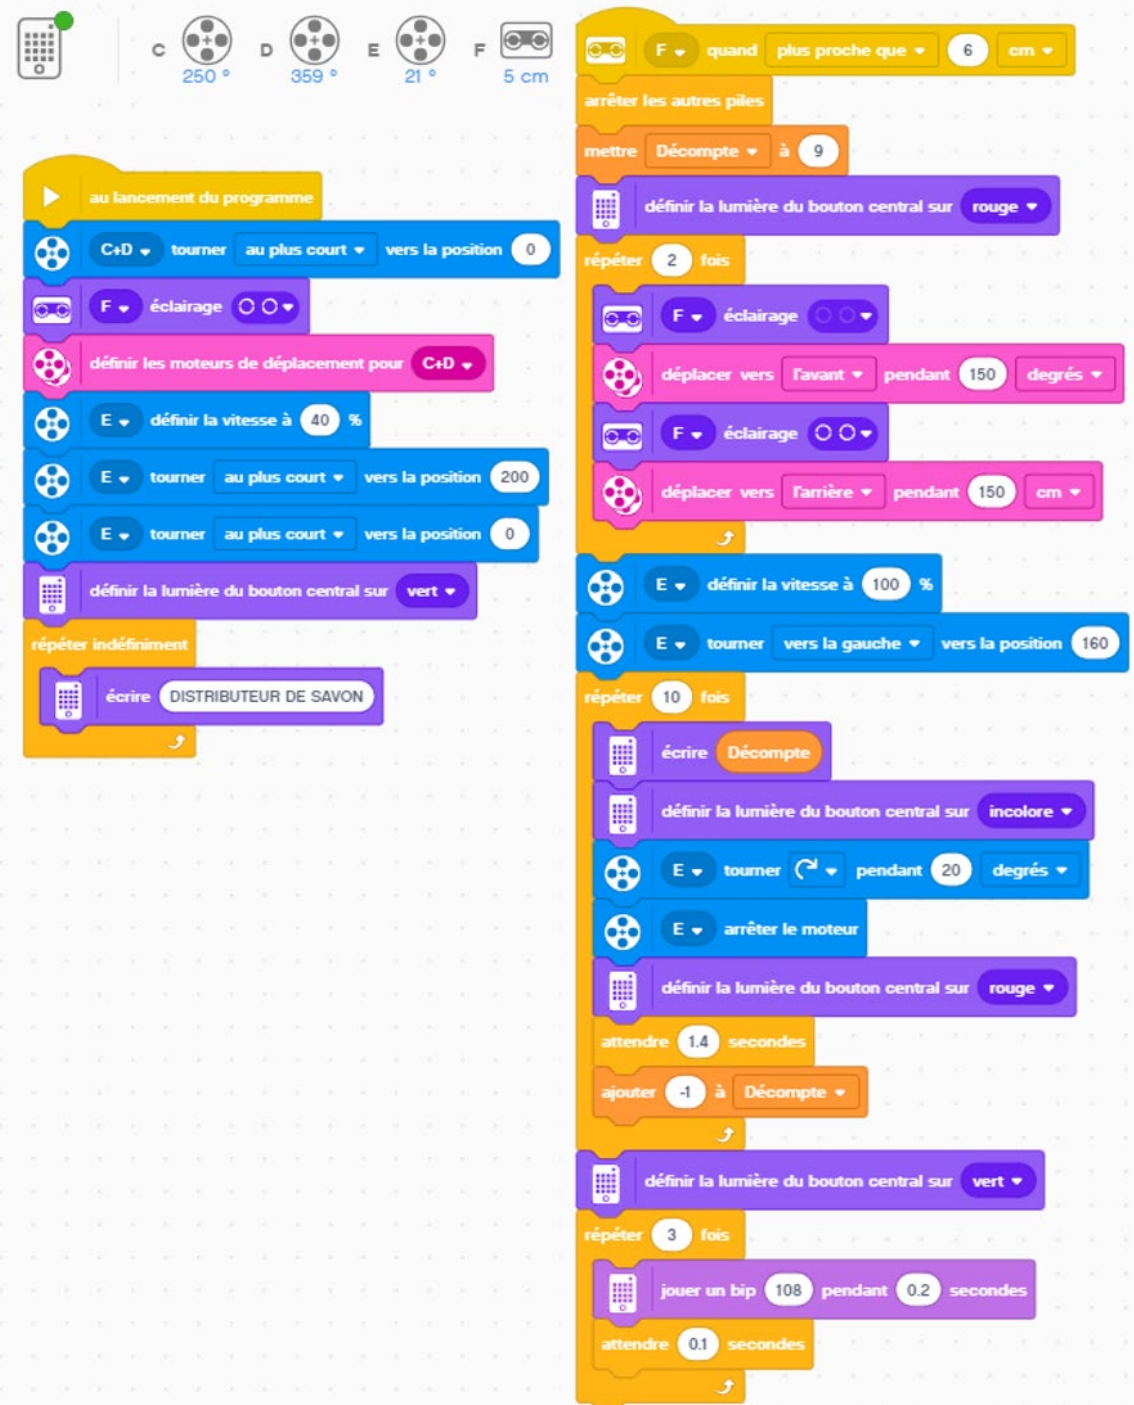 C D E F
250 ° 359 ° 21 ° 5 cm
au lancement du programme
C+D tourner au plus court vers la position 0
F éclairage
définir les moteurs de déplacement pour C+D
E définir la vitesse à 40 %
E tourner au plus court vers la position 200
E tourner au plus court vers la position 0
définir la lumière du bouton central sur vert
répéter indéfiniment
écrire DISTRIBUTEUR DE SAVON
F quand plus proche que 6 cm
arrêter les autres piles
mettre Décompte à 9
définir la lumière du bouton central sur rouge
répéter 2 fois
F éclairage
déplacer vers l'avant pendant 150 degrés
F éclairage
déplacer vers l'arrière pendant 150 cm
E définir la vitesse à 100 %
E tourner vers la gauche vers la position 160
répéter 10 fois
écrire Décompte
définir la lumière du bouton central sur incolore
E tourner pendant 20 degrés
E arrêter le moteur
définir la lumière du bouton central sur rouge
attendre 1.4 secondes
ajouter -1 à Décompte
définir la lumière du bouton central sur vert
répéter 3 fois
jouer un bip 108 pendant 0.2 secondes
attendre 0.1 secondes